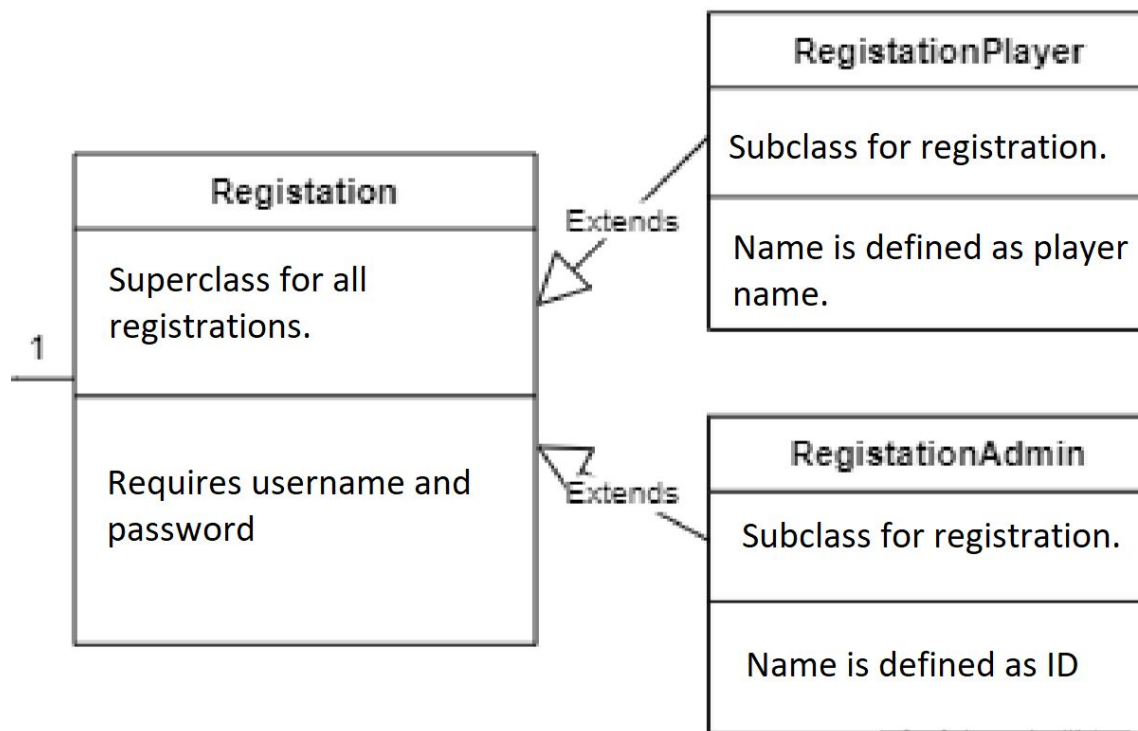 RegistationPlayer
Subclass for registration.
Name is defined as player
name.
Extends
Registation
Superclass for all
registrations.
1
Requires username and
password
Extends
RegistationAdmin
Subclass for registration.
Name is defined as ID